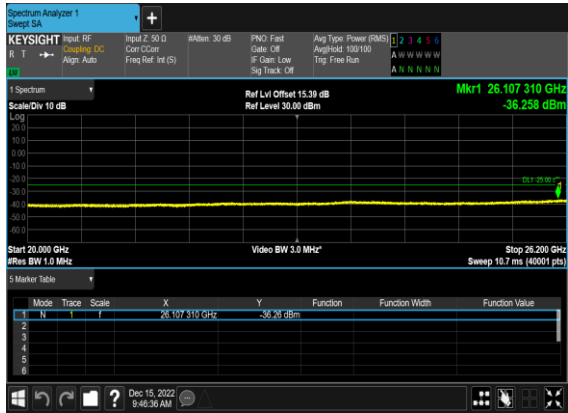 Spectrum Analyzer 1
Swept SA
+
KEYSIGHT Input: RF Input Z: 50 Ω #Atten: 30 dB PNO: Fast Avg Type: Power (RMS) 1 2 3 4 5 6
R T Coupling: DC Corr CCorr Gate: Off Avg|Hold: 100/100 A W W W W W
Align: Auto Freq Ref: Int (S) IF Gain: Low Trig: Free Run
LXI Sig Track: Off A N N N N N
1 Spectrum Ref Lvl Offset 15.39 dB Mkr1 26.107 310 GHz
Scale/Div 10 dB Ref Level 30.00 dBm -36.258 dBm
Log
20.0
10.0
0.00
-10.0
-20.0
DL1 -25.00
-30.0
-40.0
-50.0
-60.0
Start 20.000 GHz Video BW 3.0 MHz* Stop 26.200 GHz
#Res BW 1.0 MHz Sweep 10.7 ms (40001 pts)
5 Marker Table
Mode Trace Scale X Y Function Function Width Function Value
1 N 1 f 26.107 310 GHz -36.26 dBm
2
3
4
5
6
? Dec 15, 2022
9:46:36 AM